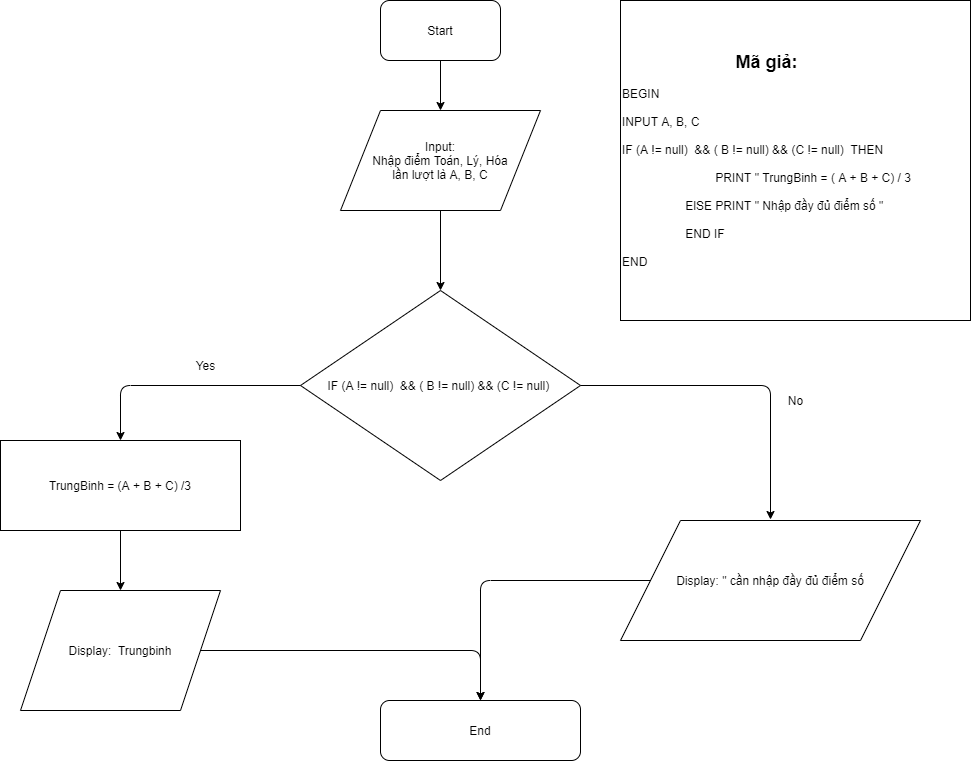 Start
Input:
Nhập điểm Toán, Lý, Hóa
lần lượt là A, B, C
IF (A != null)  && ( B != null) && (C != null)
Yes
No
TrungBinh = (A + B + C) /3
Display:  Trungbinh
Display: " cần nhập đầy đủ điểm số
End
Mã giả:
BEGIN
INPUT A, B, C
IF (A != null)  && ( B != null) && (C != null)  THEN
PRINT " TrungBinh = ( A + B + C) / 3
ElSE PRINT " Nhập đầy đủ điểm số "
END IF
END